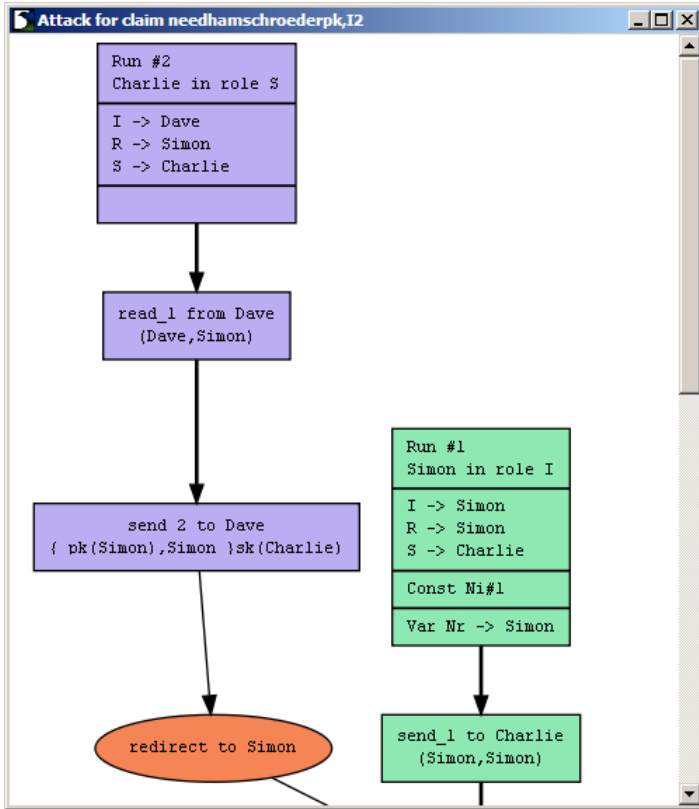 Attack for claim needhamschroederpk,I2
Run #2
Charlie in role S
I -> Dave
R -> Simon
S -> Charlie
read_1 from Dave
(Dave,Simon)
send 2 to Dave
{ pk(Simon),Simon }sk(Charlie)
redirect to Simon
Run #1
Simon in role I
I -> Simon
R -> Simon
S -> Charlie
Const Ni#1
Var Nr -> Simon
send_1 to Charlie
(Simon,Simon)